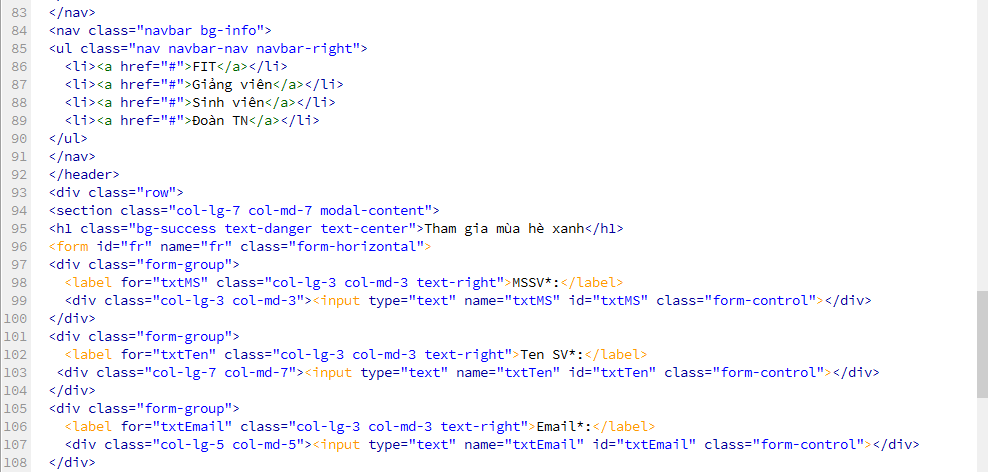 83 </nav>
84 <nav class="navbar bg-info">
85 <ul class="nav navbar-nav navbar-right">
86 <li><a href="#">FIT</a></li>
87 <li><a href="#">Giảng viên</a></li>
88 <li><a href="#">Sinh viên</a></li>
89 <li><a href="#">Đoàn TN</a></li>
90 </ul>
91 </nav>
92 </header>
93 <div class="row">
94 <section class="col-lg-7 col-md-7 modal-content">
95 <h1 class="bg-success text-danger text-center">Tham gia mùa hè xanh</h1>
96 <form id="fr" name="fr" class="form-horizontal">
97 <div class="form-group">
98 <label for="txtMS" class="col-lg-3 col-md-3 text-right">MSSV*:</label>
99 <div class="col-lg-3 col-md-3"><input type="text" name="txtMS" id="txtMS" class="form-control"></div>
100 </div>
101 <div class="form-group">
102 <label for="txtTen" class="col-lg-3 col-md-3 text-right">Ten SV*:</label>
103 <div class="col-lg-7 col-md-7"><input type="text" name="txtTen" id="txtTen" class="form-control"></div>
104 </div>
105 <div class="form-group">
106 <label for="txtEmail" class="col-lg-3 col-md-3 text-right">Email*:</label>
107 <div class="col-lg-5 col-md-5"><input type="text" name="txtEmail" id="txtEmail" class="form-control"></div>
108 </div>